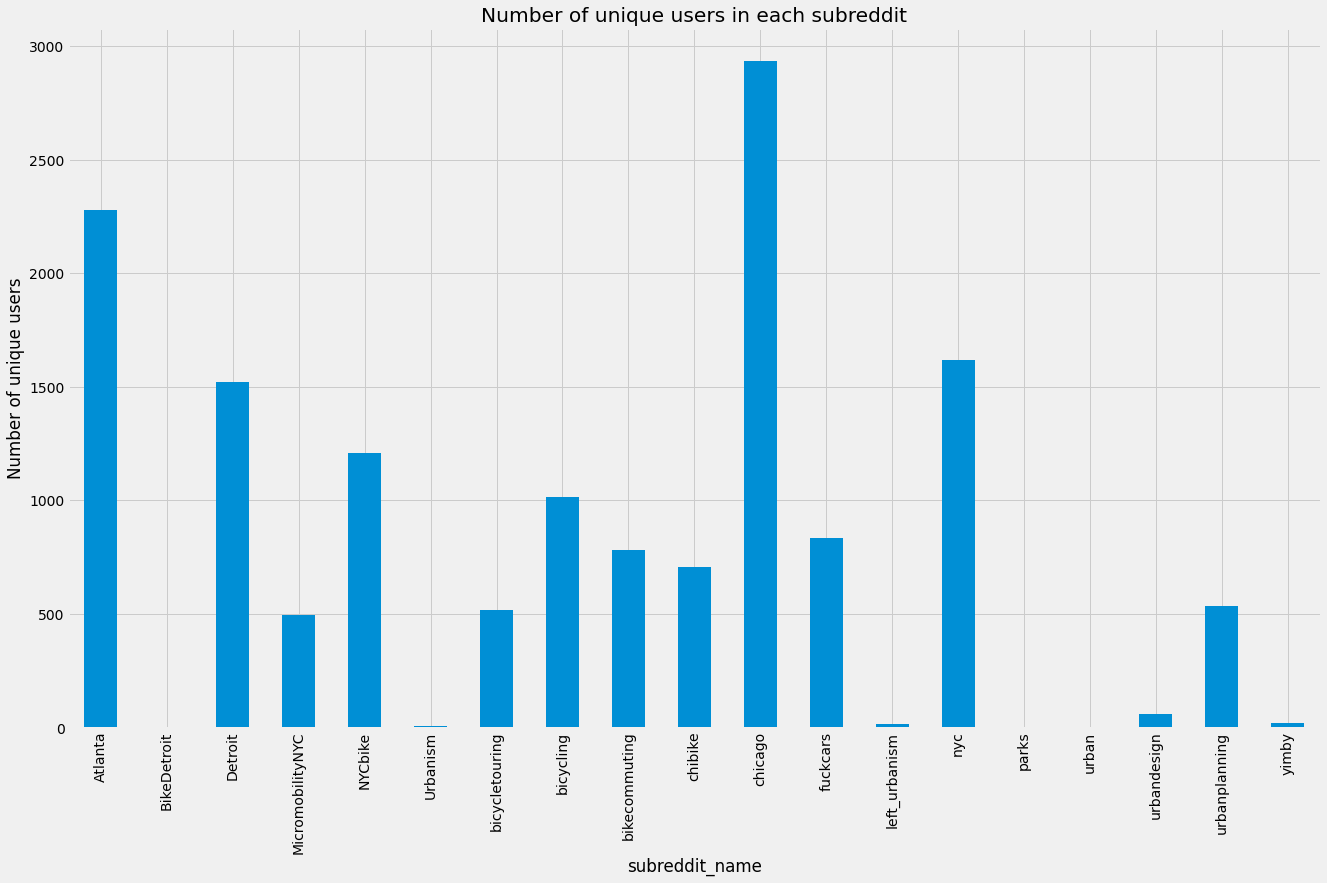 Number of unique users in each subreddit
Number of unique users
3000
2500
2000
1500
1000
500
0
Atlanta
BikeDetroit
Detroit
MicromobilityNYC
NYCbike
Urbanism
bicycletouring
bicycling
bikecommuting
chibike
chicago
fuckcars
left_urbanism
nyc
parks
urban
urbandesign
urbanplanning
yimby
subreddit_name